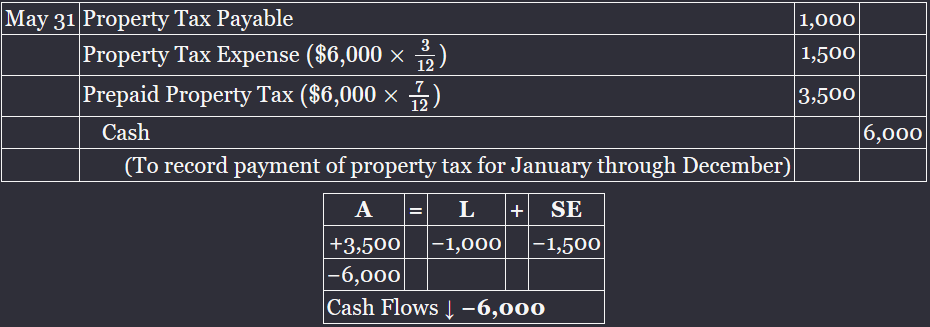 May 31 Property Tax Payable 1,000
Property Tax Expense ($6,000 × 3/12) 1,500
Prepaid Property Tax ($6,000 × 7/12) 3,500
Cash 6,000
(To record payment of property tax for January through December)
A = L + SE
+3,500 −1,000 −1,500
−6,000
Cash Flows ↓ −6,000